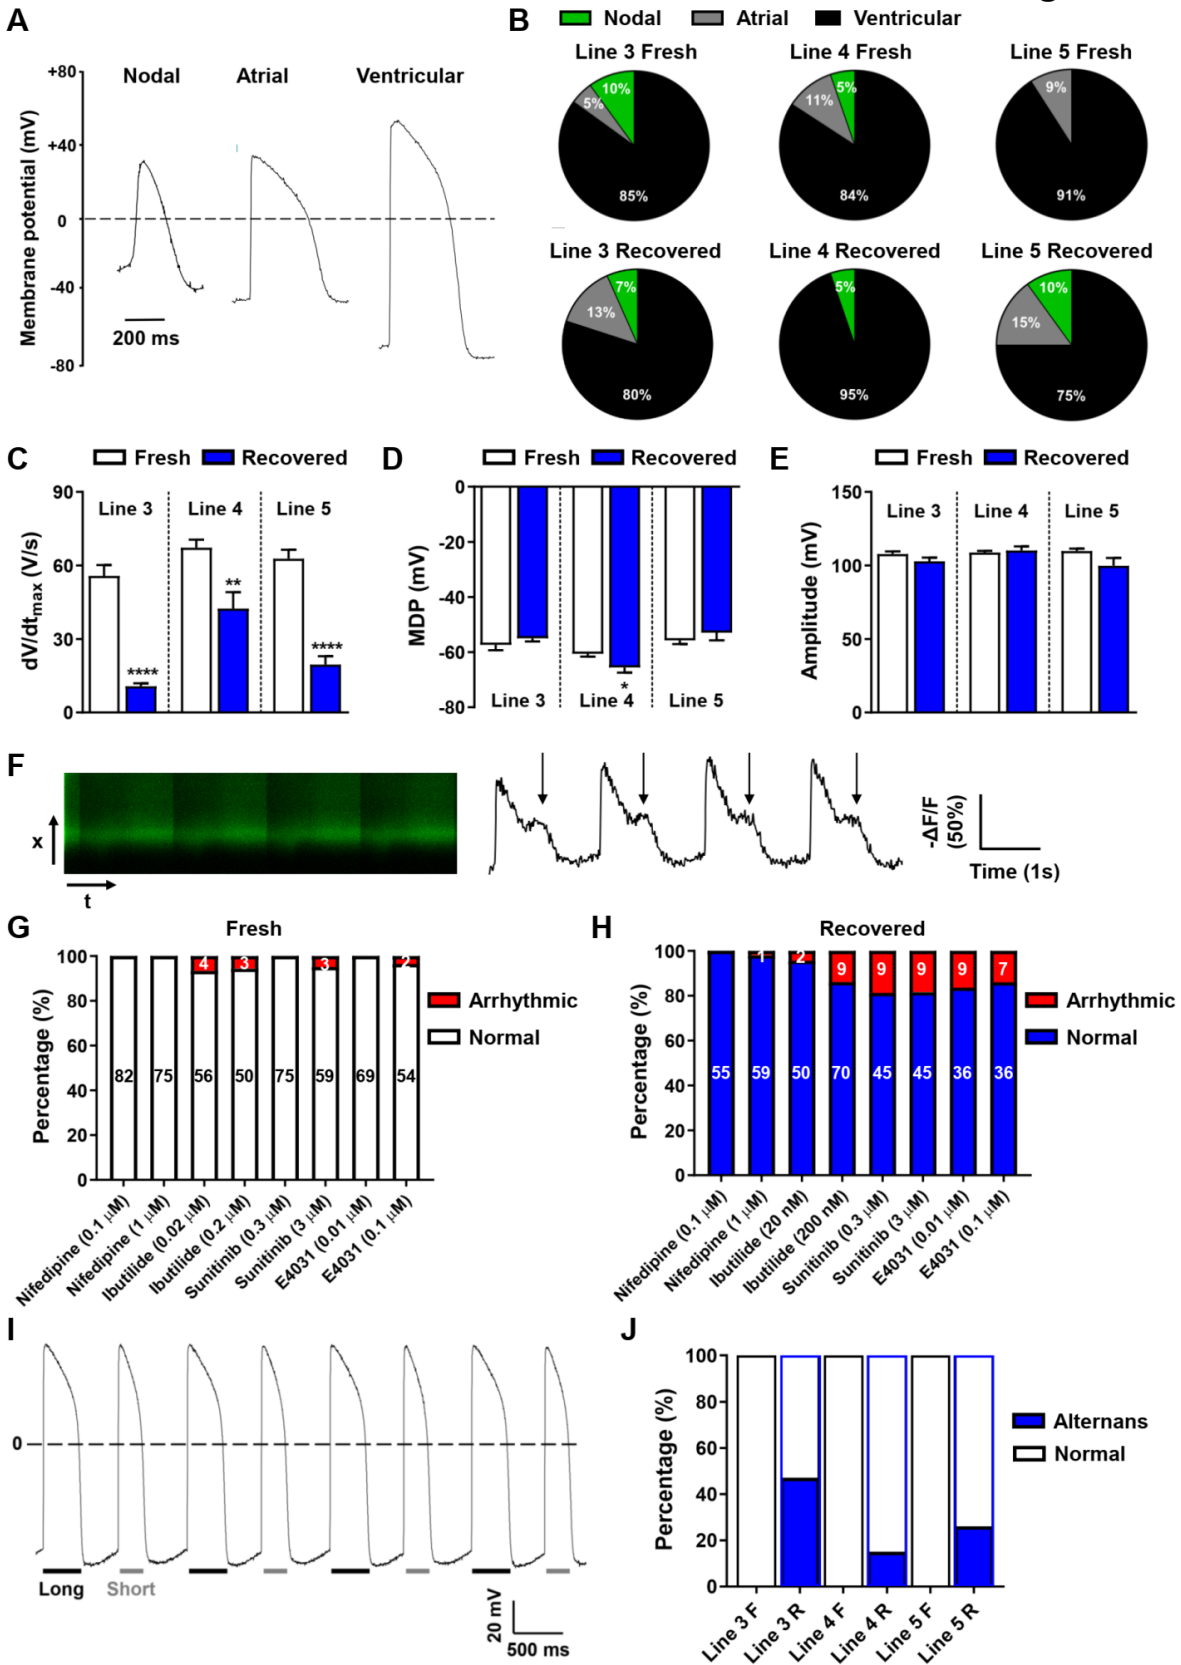 A
Nodal
Atrial
Ventricular
+80
+40
0
-40
-80
Membrane potential (mV)
200 ms
B
Nodal
Atrial
Ventricular
Line 3 Fresh
10%
5%
85%
Line 4 Fresh
5%
11%
84%
Line 5 Fresh
9%
91%
Line 3 Recovered
7%
13%
80%
Line 4 Recovered
5%
95%
Line 5 Recovered
10%
15%
75%
C
Fresh
Recovered
Line 3
Line 4
Line 5
90
60
30
0
dV/dtmax (V/s)
****
**
****
D
Fresh
Recovered
0
-20
-40
-60
-80
MDP (mV)
*
Line 3
Line 4
Line 5
E
Fresh
Recovered
Line 3
Line 4
Line 5
150
100
50
0
Amplitude (mV)
F
x
t
-ΔF/F
(50%)
Time (1s)
G
Fresh
100
80
60
40
20
0
Percentage (%)
4
3
3
2
82
75
56
50
75
59
69
54
Arrhythmic
Normal
Nifedipine (0.1 μM)
Nifedipine (1 μM)
Ibutilide (0.02 μM)
Ibutilide (0.2 μM)
Sunitinib (0.3 μM)
Sunitinib (3 μM)
E4031 (0.01 μM)
E4031 (0.1 μM)
H
Recovered
100
80
60
40
20
0
Percentage (%)
1
2
9
9
9
9
7
55
59
50
70
45
45
36
36
Arrhythmic
Normal
Nifedipine (0.1 μM)
Nifedipine (1 μM)
Ibutilide (20 nM)
Ibutilide (200 nM)
Sunitinib (0.3 μM)
Sunitinib (3 μM)
E4031 (0.01 μM)
E4031 (0.1 μM)
I
0
Long
Short
20 mV
500 ms
J
100
80
60
40
20
0
Percentage (%)
Alternans
Normal
Line 3 F
Line 3 R
Line 4 F
Line 4 R
Line 5 F
Line 5 R